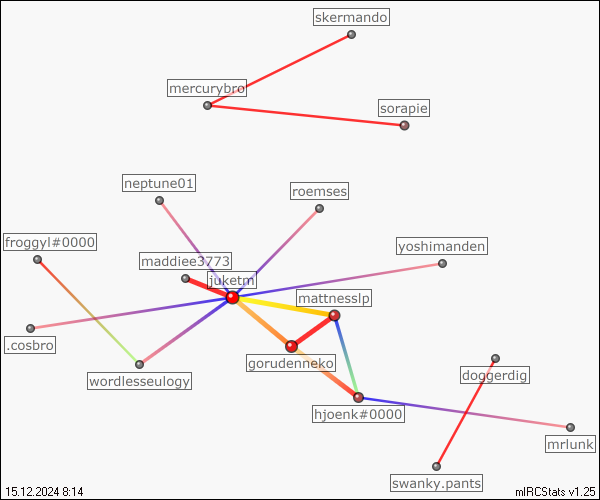 skermando
mercurybro
sorapie
neptune01
roemses
froggyl#0000
yoshimanden
maddiee3773
juketm
mattnesslp
.cosbro
gorudenneko
wordlesseulogy
doggerdig
hjoenk#0000
mrlunk
swanky.pants
15.12.2024 8:14
mIRCStats v1.25